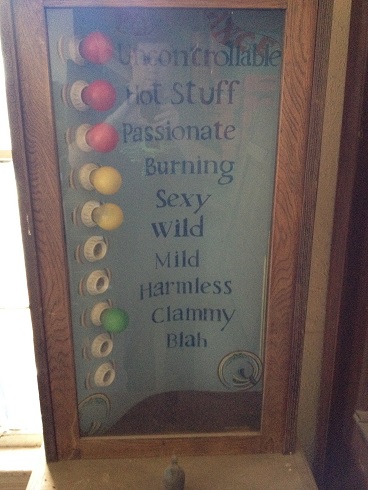 Uncontrollable
Hot Stuff
Passionate
Burning
Sexy
Wild
Mild
Harmless
Clammy
Blah